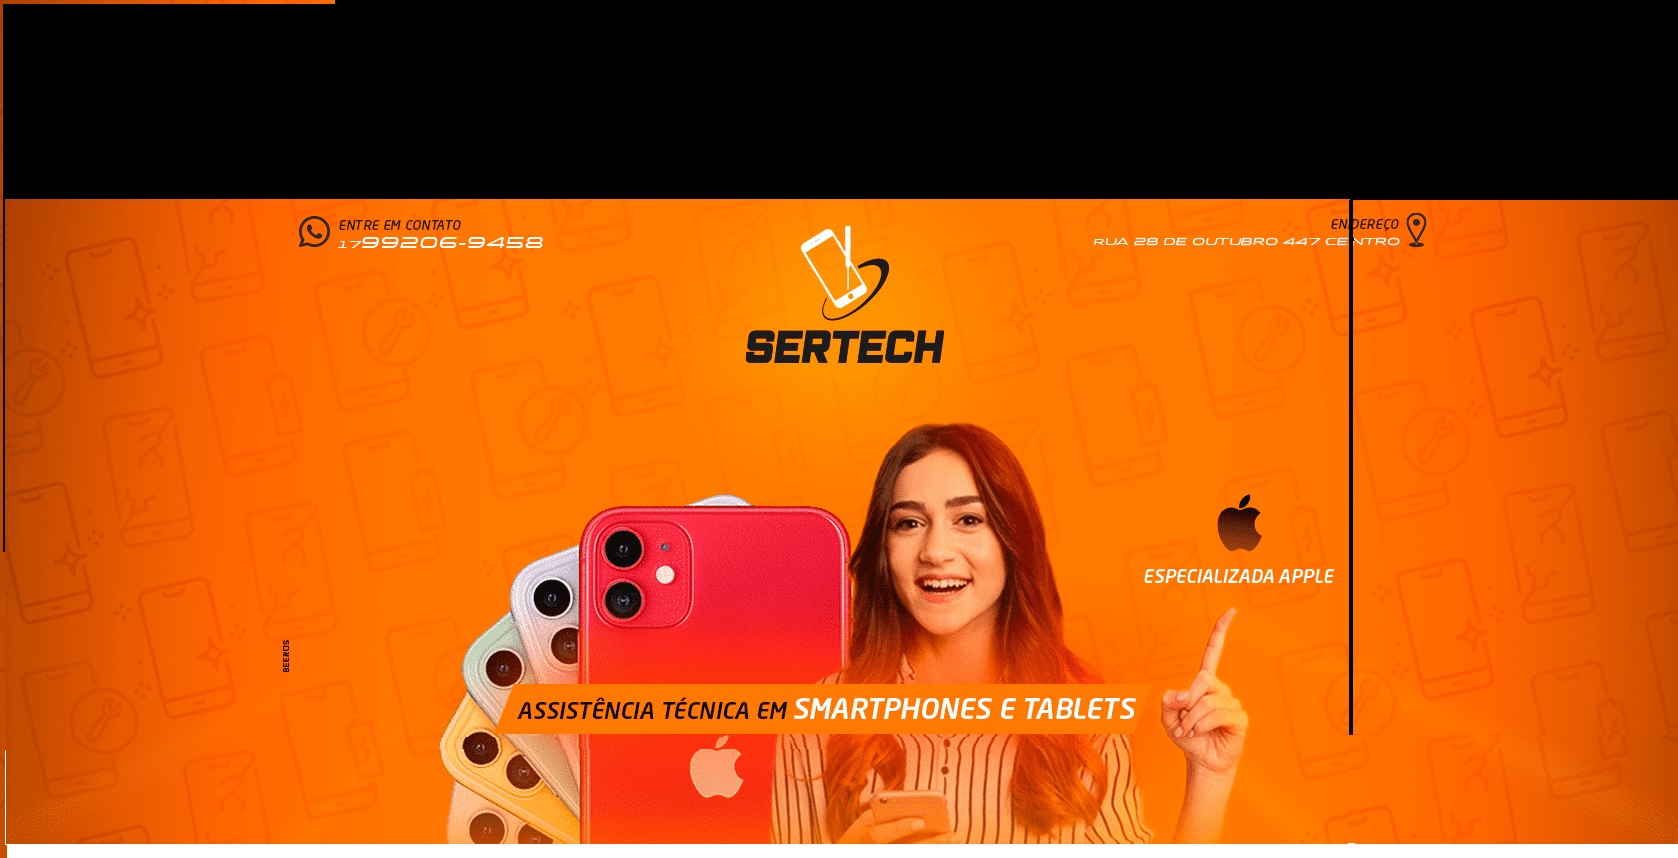 ENTRE EM CONTATO
1799206-9458
ENDEREÇO
RUA 28 DE OUTUBRO 447 CENTRO
SERTECH
ESPECIALIZADA APPLE
BEEROS
ASSISTÊNCIA TÉCNICA EM SMARTPHONES E TABLETS